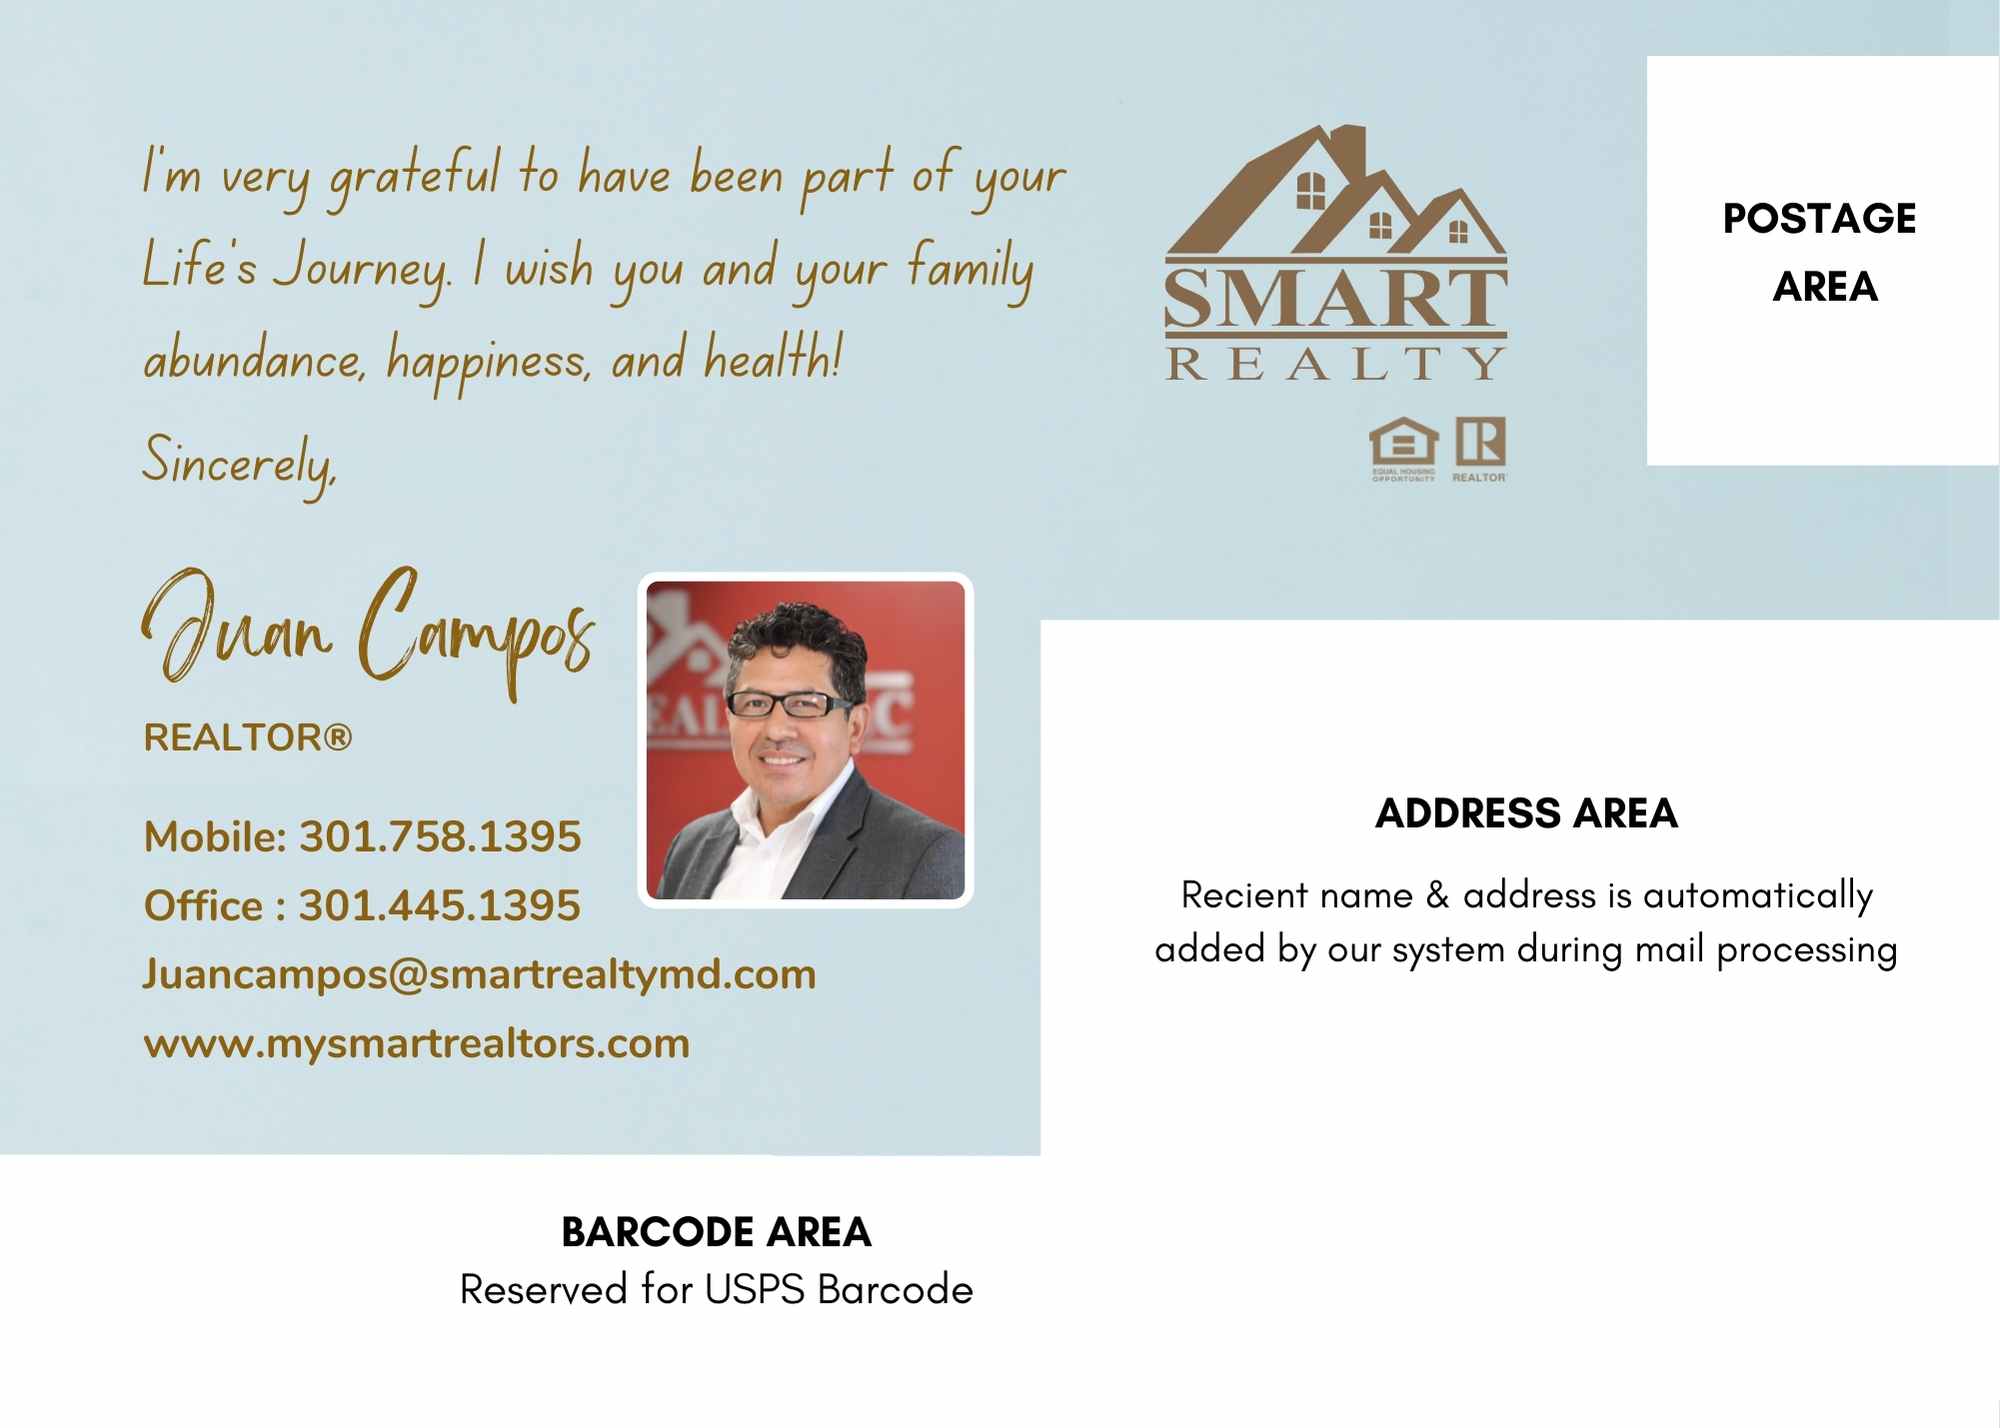 I'm very grateful to have been part of your
Life's Journey. I wish you and your family
abundance, happiness, and health!
Sincerely,
Juan Campos
REALTOR®
Mobile: 301.758.1395
Office : 301.445.1395
Juancampos@smartrealtymd.com
www.mysmartrealtors.com
SMART
REALTY
EQUAL HOUSING
OPPORTUNITY
REALTOR
POSTAGE
AREA
ADDRESS AREA
Recient name & address is automatically
added by our system during mail processing
BARCODE AREA
Reserved for USPS Barcode